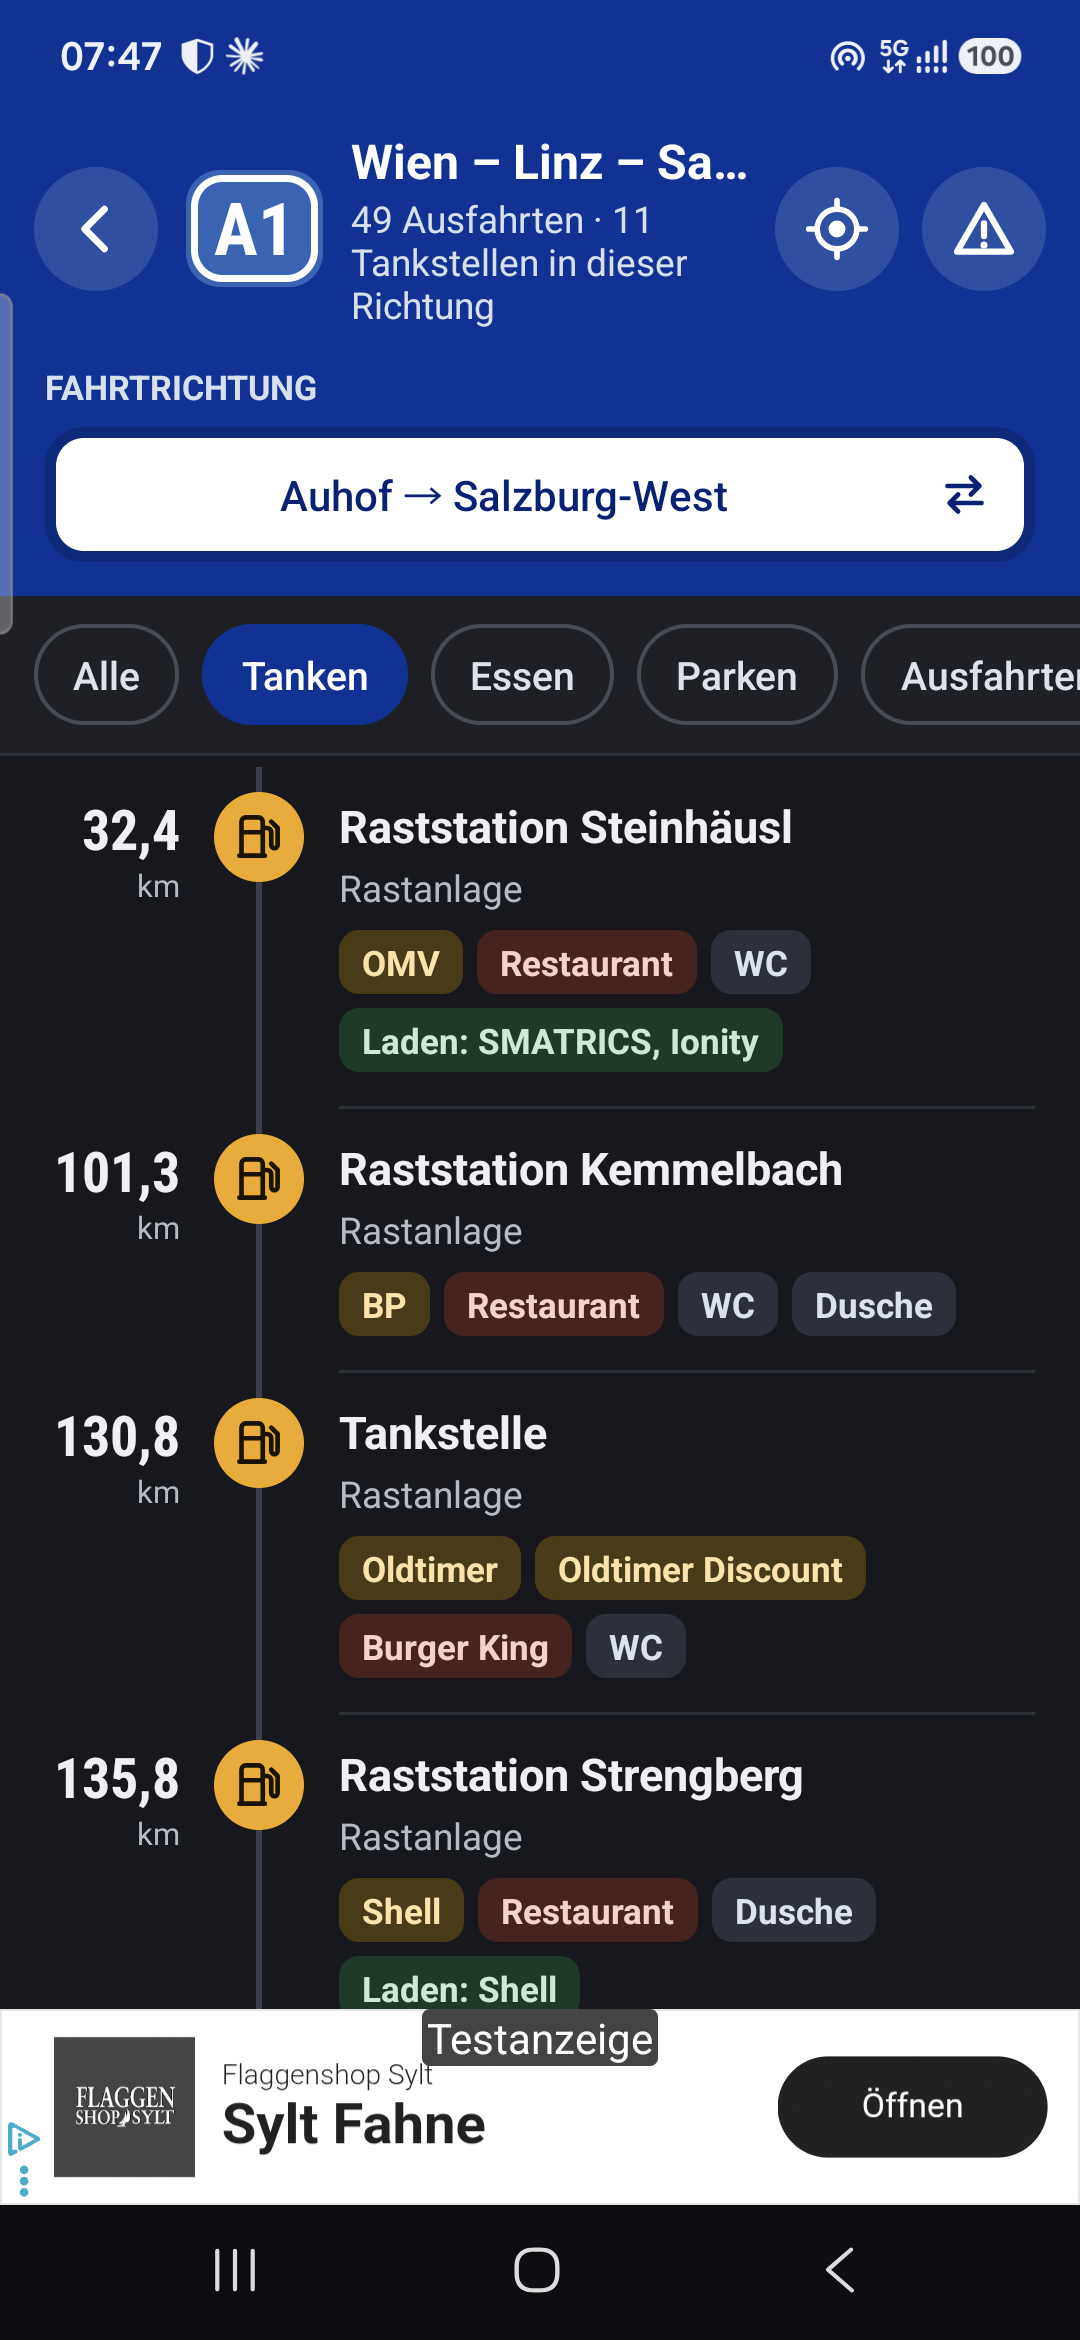 07:47
5G
100
A1
Wien – Linz – Sa...
49 Ausfahrten · 11
Tankstellen in dieser
Richtung
FAHRTRICHTUNG
Auhof → Salzburg-West
Alle
Tanken
Essen
Parken
Ausfahrten
32,4
km
Raststation Steinhäusl
Rastanlage
OMV
Restaurant
WC
Laden: SMATRICS, Ionity
101,3
km
Raststation Kemmelbach
Rastanlage
BP
Restaurant
WC
Dusche
130,8
km
Tankstelle
Rastanlage
Oldtimer
Oldtimer Discount
Burger King
WC
135,8
km
Raststation Strengberg
Rastanlage
Shell
Restaurant
Dusche
Laden: Shell
Testanzeige
FLAGGEN
SHOP SYLT
Flaggenshop Sylt
Sylt Fahne
Öffnen